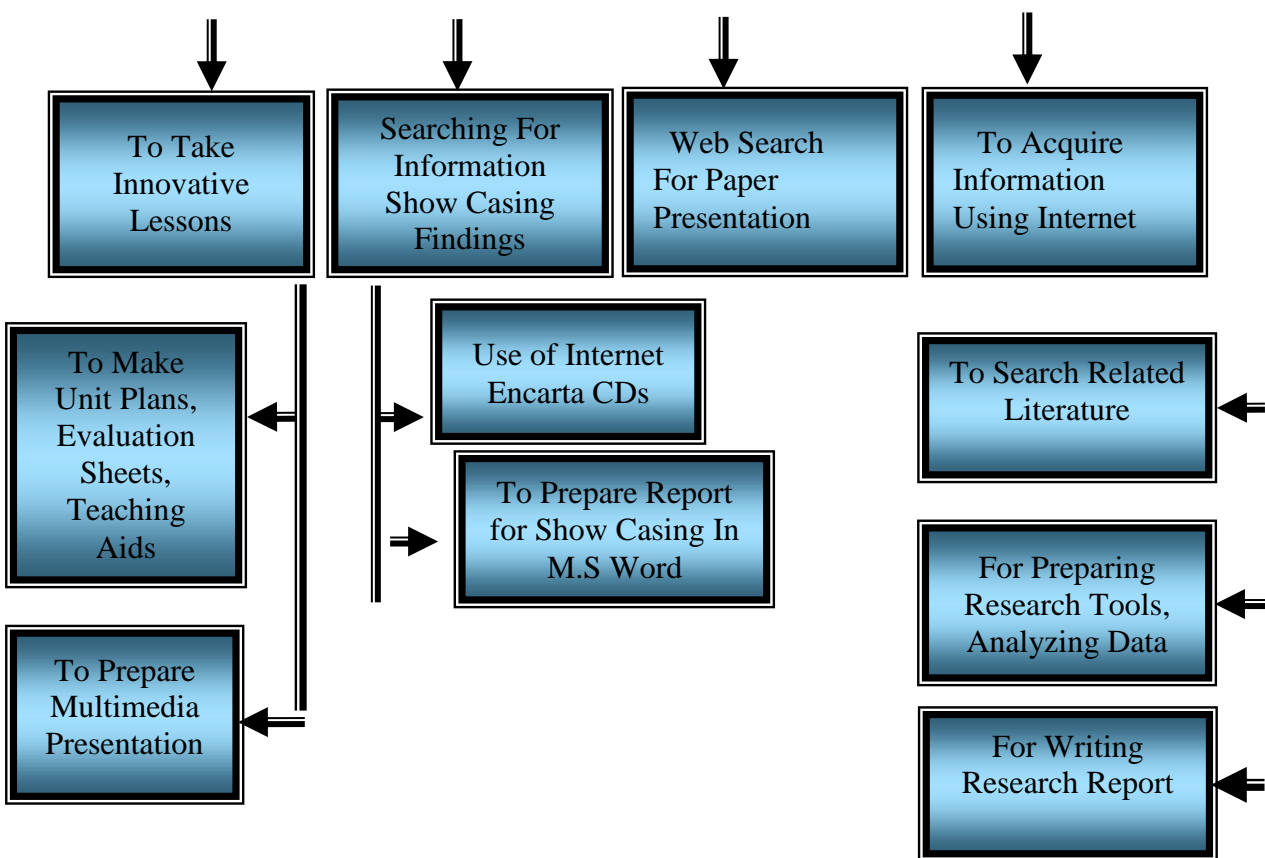 To Take
Innovative
Lessons
Searching For
Information
Show Casing
Findings
Web Search
For Paper
Presentation
To Acquire
Information
Using Internet
To Make
Unit Plans,
Evaluation
Sheets,
Teaching
Aids
Use of Internet
Encarta CDs
To Search Related
Literature
To Prepare Report
for Show Casing In
M.S Word
For Preparing
Research Tools,
Analyzing Data
To Prepare
Multimedia
Presentation
For Writing
Research Report